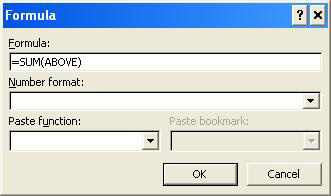 Formula
Formula:
=SUM(ABOVE)
Number format:
Paste function: Paste bookmark:
OK Cancel